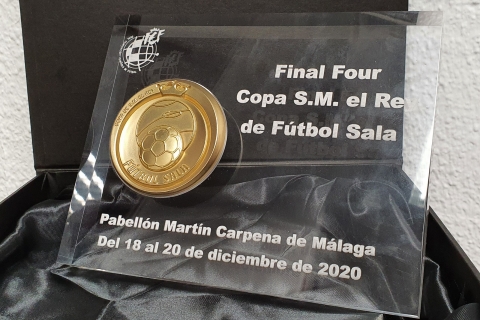 Final Four
Copa S.M. el Re
de Fútbol Sala
FÚTBOL SALA
Pabellón Martín Carpena de Málaga
Del 18 al 20 de diciembre de 2020